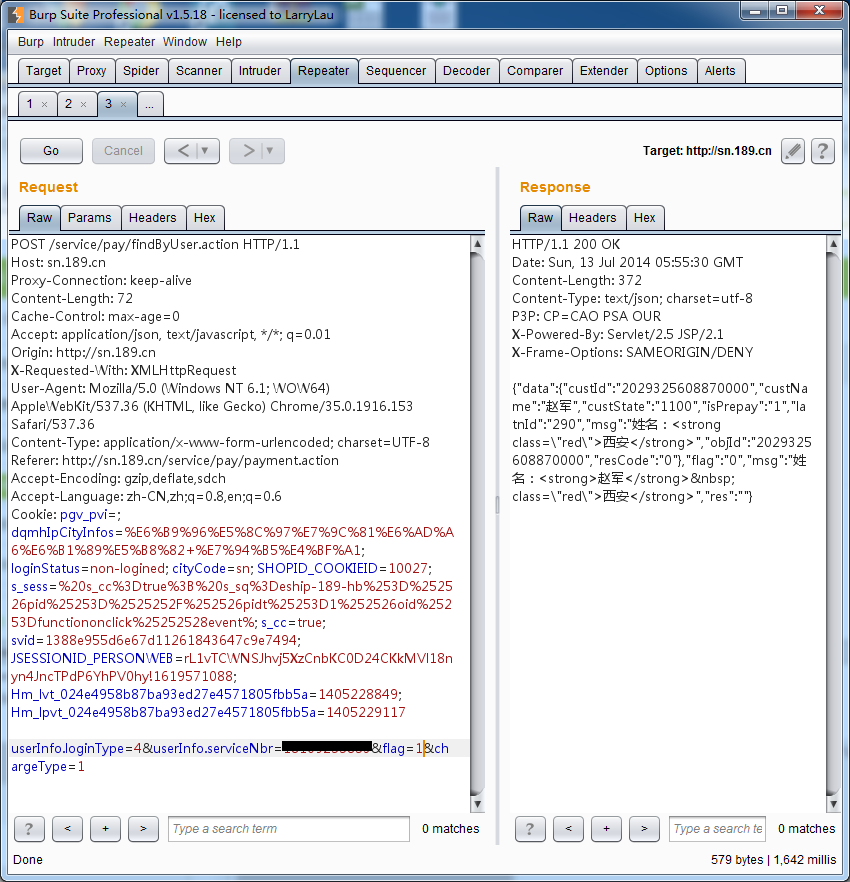 Burp Suite Professional v1.5.18 - licensed to LarryLau
Burp Intruder Repeater Window Help
Target Proxy Spider Scanner Intruder Repeater Sequencer Decoder Comparer Extender Options Alerts
1 × 2 × 3 × ...
Go Cancel < > Target: http://sn.189.cn ?
Request
Raw Params Headers Hex
POST /service/pay/findByUser.action HTTP/1.1
Host: sn.189.cn
Proxy-Connection: keep-alive
Content-Length: 72
Cache-Control: max-age=0
Accept: application/json, text/javascript, */*; q=0.01
Origin: http://sn.189.cn
X-Requested-With: XMLHttpRequest
User-Agent: Mozilla/5.0 (Windows NT 6.1; WOW64)
AppleWebKit/537.36 (KHTML, like Gecko) Chrome/35.0.1916.153
Safari/537.36
Content-Type: application/x-www-form-urlencoded; charset=UTF-8
Referer: http://sn.189.cn/service/pay/payment.action
Accept-Encoding: gzip,deflate,sdch
Accept-Language: zh-CN,zh;q=0.8,en;q=0.6
Cookie: pgv_pvi=;
dqmhIpCityInfos=%E6%B9%96%E5%8C%97%E7%9C%81%E6%AD%A
6%E6%B1%89%E5%B8%82+%E7%94%B5%E4%BF%A1;
loginStatus=non-logined; cityCode=sn; SHOPID_COOKIEID=10027;
s_sess=%20s_cc%3Dtrue%3B%20s_sq%3Deship-189-hb%253D%2525
26pid%25253D%2525252F%252526pidt%25253D1%252526oid%252
53Dfunctiononclick%25252528event%; s_cc=true;
svid=1388e955d6e67d11261843647c9e7494;
JSESSIONID_PERSONWEB=rL1vTCWNSJhvj5XzCnbKC0D24CKkMVl18n
yn4JncTPdP6YhPV0hy!1619571088;
Hm_lvt_024e4958b87ba93ed27e4571805fbb5a=1405228849;
Hm_lpvt_024e4958b87ba93ed27e4571805fbb5a=1405229117
userInfo.loginType=4&userInfo.serviceNbr= &flag=1&ch
argeType=1
? < + > Type a search term 0 matches
Response
Raw Headers Hex
HTTP/1.1 200 OK
Date: Sun, 13 Jul 2014 05:55:30 GMT
Content-Length: 372
Content-Type: text/json; charset=utf-8
P3P: CP=CAO PSA OUR
X-Powered-By: Servlet/2.5 JSP/2.1
X-Frame-Options: SAMEORIGIN/DENY
{"data":{"custId":"2029325608870000","custNa
me":"赵军","custState":"1100","isPrepay":"1","la
tnId":"290","msg":"姓名：<strong
class=\"red\">西安</strong>","objId":"2029325
608870000","resCode":"0"},"flag":"0","msg":"姓
名：<strong>赵军</strong>&nbsp;
class=\"red\">西安</strong>","res":""}
? < + > Type a search te 0 matches
Done 579 bytes | 1,642 millis